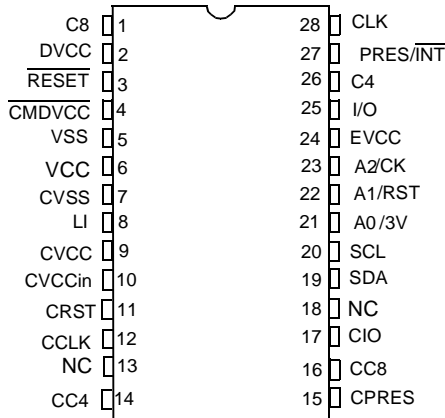 C8 1 28 CLK
DVCC 2 27 PRES/INT
RESET 3 26 C4
CMDVCC 4 25 I/O
VSS 5 24 EVCC
VCC 6 23 A2/CK
CVSS 7 22 A1/RST
LI 8 21 A0/3V
CVCC 9 20 SCL
CVCCin 10 19 SDA
CRST 11 18 NC
CCLK 12 17 CIO
NC 13 16 CC8
CC4 14 15 CPRES